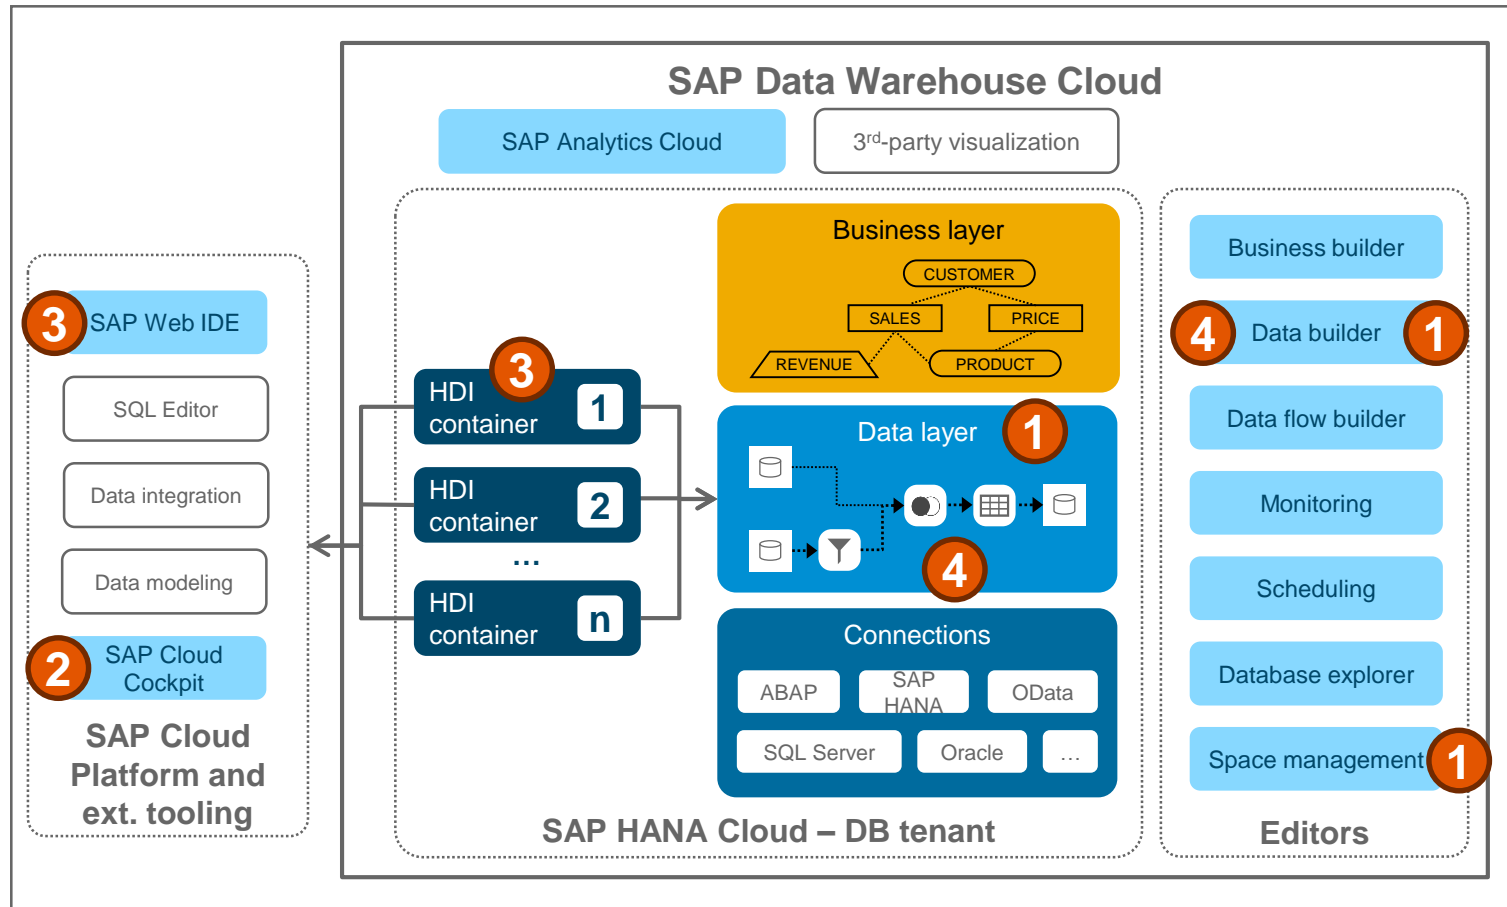 SAP Data Warehouse Cloud
SAP Analytics Cloud
3rd-party visualization
3
SAP Web IDE
SQL Editor
Data integration
Data modeling
2
SAP Cloud
Cockpit
SAP Cloud
Platform and
ext. tooling
3
HDI
container
1
HDI
container
2
...
HDI
container
n
Business layer
CUSTOMER
SALES
PRICE
REVENUE
PRODUCT
Data layer
1
4
Connections
ABAP
SAP
HANA
OData
SQL Server
Oracle
...
SAP HANA Cloud – DB tenant
Business builder
4
Data builder
1
Data flow builder
Monitoring
Scheduling
Database explorer
Space management
1
Editors